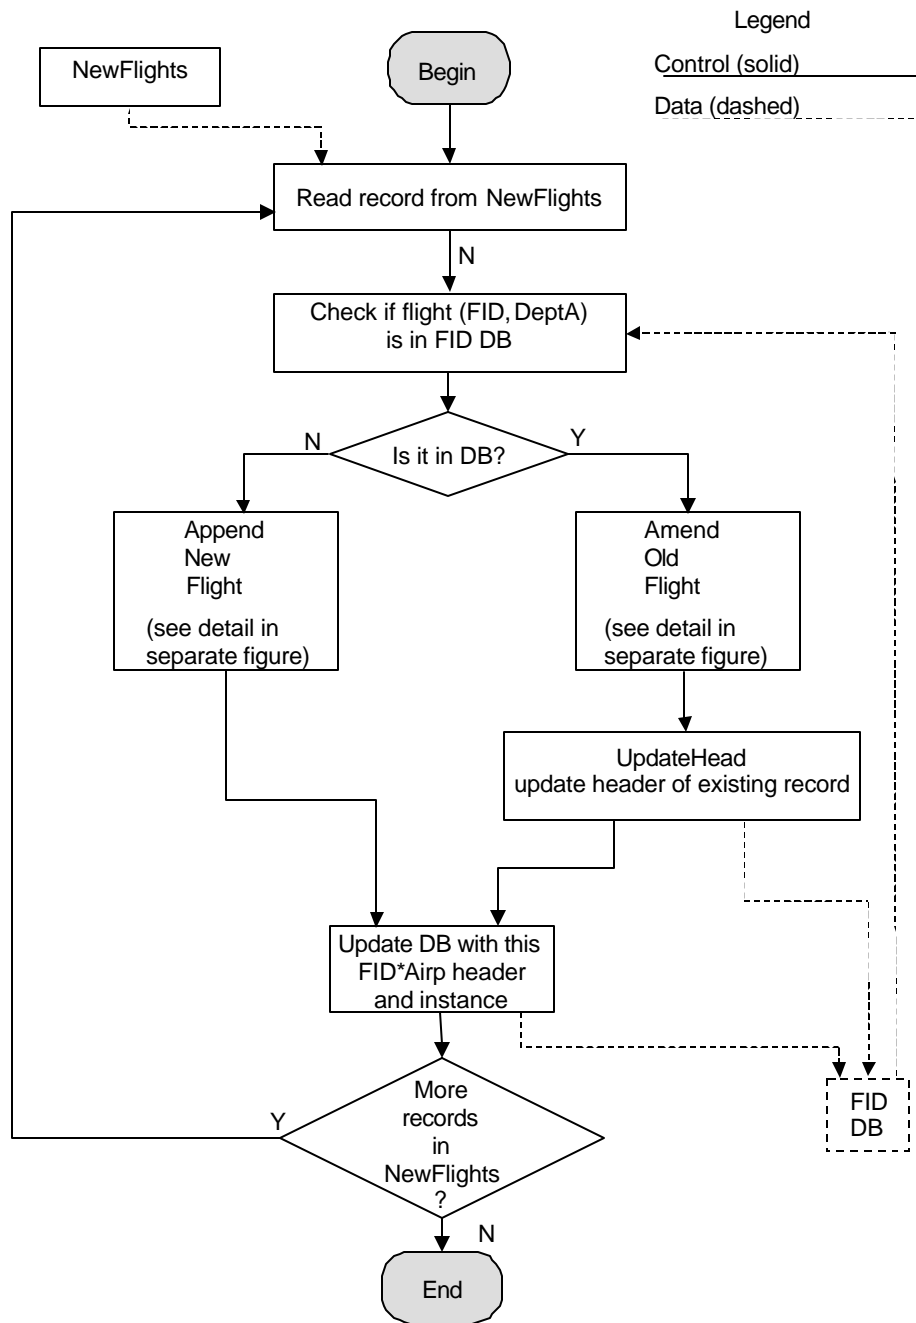 Legend
Control (solid)
Data (dashed)
NewFlights
Begin
Read record from NewFlights
N
Check if flight (FID, DeptA)
is in FID DB
N
Is it in DB?
Y
Append
New
Flight
(see detail in
separate figure)
Amend
Old
Flight
(see detail in
separate figure)
UpdateHead
update header of existing record
Update DB with this
FID*Airp header
and instance
FID
DB
Y
More
records
in
NewFlights
?
N
End